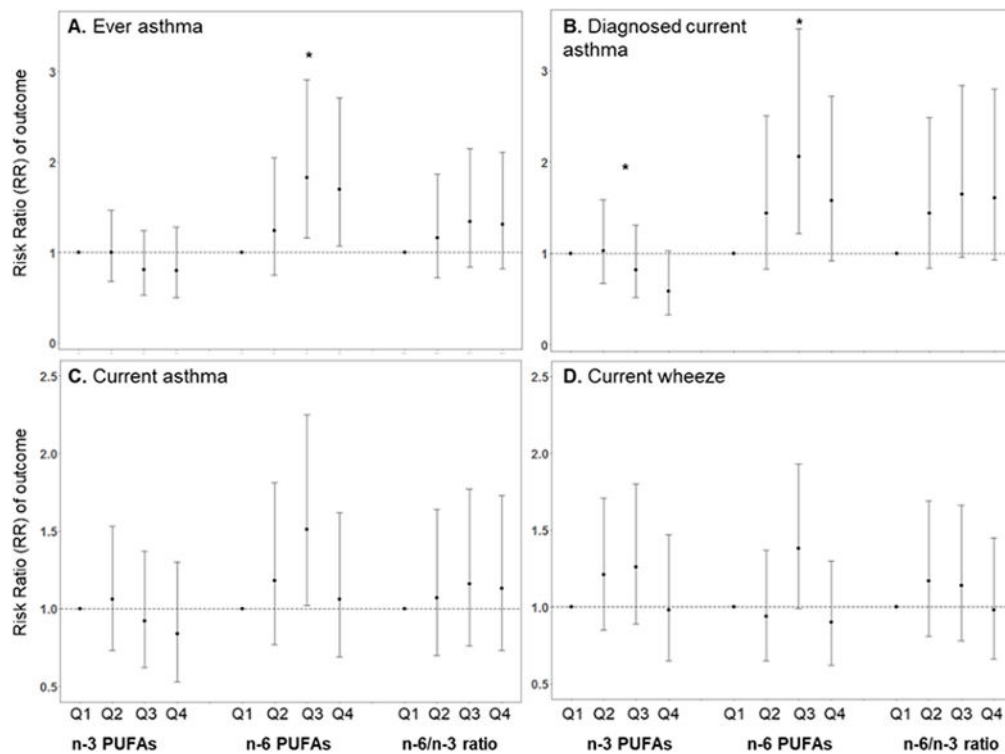 A. Ever asthma
*
Risk Ratio (RR) of outcome
3
2
1
0
B. Diagnosed current
asthma
*
*
3
2
1
0
C. Current asthma
Risk Ratio (RR) of outcome
2.5
2.0
1.5
1.0
0.5
Q1 Q2 Q3 Q4 Q1 Q2 Q3 Q4 Q1 Q2 Q3 Q4
n-3 PUFAs n-6 PUFAs n-6/n-3 ratio
D. Current wheeze
2.5
2.0
1.5
1.0
0.5
Q1 Q2 Q3 Q4 Q1 Q2 Q3 Q4 Q1 Q2 Q3 Q4
n-3 PUFAs n-6 PUFAs n-6/n-3 ratio